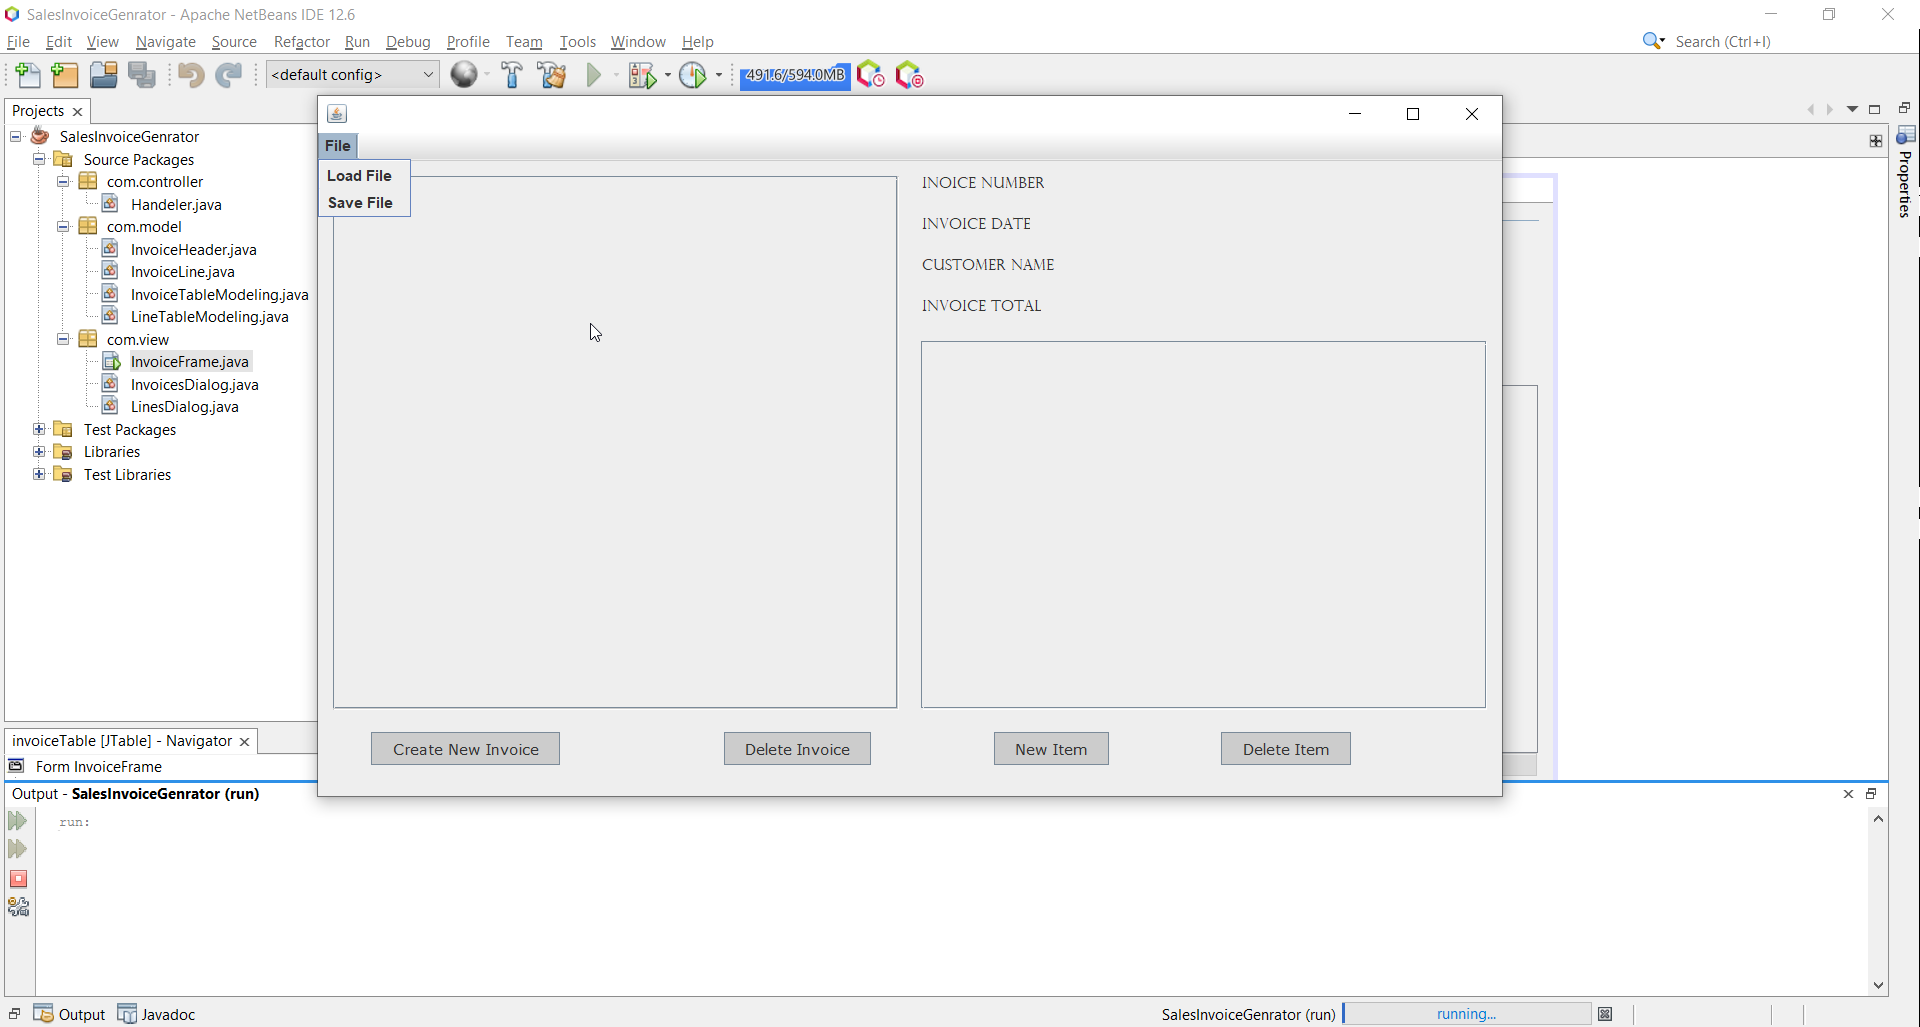 SalesInvoiceGenrator - Apache NetBeans IDE 12.6
File Edit View Navigate Source Refactor Run Debug Profile Team Tools Window Help
Search (Ctrl+I)
<default config>
491.6/594.0MB
Projects
SalesInvoiceGenrator
Source Packages
com.controller
Handeler.java
com.model
InvoiceHeader.java
InvoiceLine.java
InvoiceTableModeling.java
LineTableModeling.java
com.view
InvoiceFrame.java
InvoicesDialog.java
LinesDialog.java
Test Packages
Libraries
Test Libraries
File
Load File
Save File
INOICE NUMBER
INVOICE DATE
CUSTOMER NAME
INVOICE TOTAL
Create New Invoice
Delete Invoice
New Item
Delete Item
Properties
invoiceTable [JTable] - Navigator
Form InvoiceFrame
Output - SalesInvoiceGenrator (run)
run:
Output
Javadoc
SalesInvoiceGenrator (run)
running...